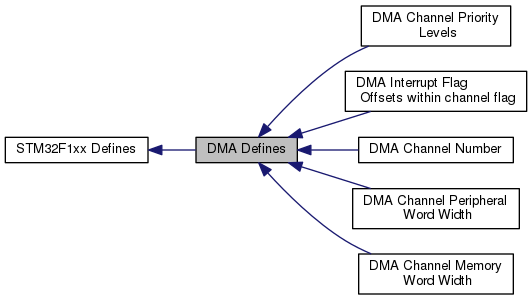 DMA Channel Priority
Levels
DMA Interrupt Flag
Offsets within channel flag
STM32F1xx Defines
DMA Defines
DMA Channel Number
DMA Channel Peripheral
Word Width
DMA Channel Memory
Word Width